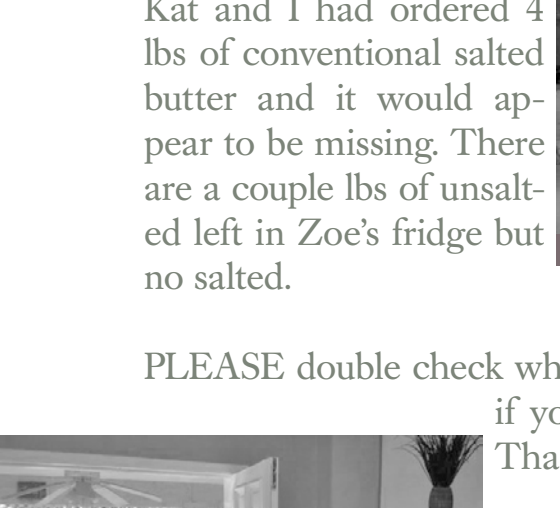 Kat and I had ordered 4
lbs of conventional salted
butter and it would ap-
pear to be missing. There
are a couple lbs of unsalt-
ed left in Zoe's fridge but
no salted.
PLEASE double check wh
if yo
Tha